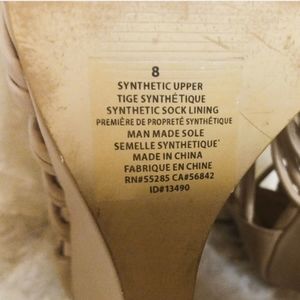 8
SYNTHETIC UPPER
TIGE SYNTHÉTIQUE
SYNTHETIC SOCK LINING
PREMIÈRE DE PROPRETÉ SYNTHÉTIQUE
MAN MADE SOLE
SEMELLE SYNTHETIQUE
MADE IN CHINA
FABRIQUE EN CHINE
RN#55285 CA#56842
ID#13490